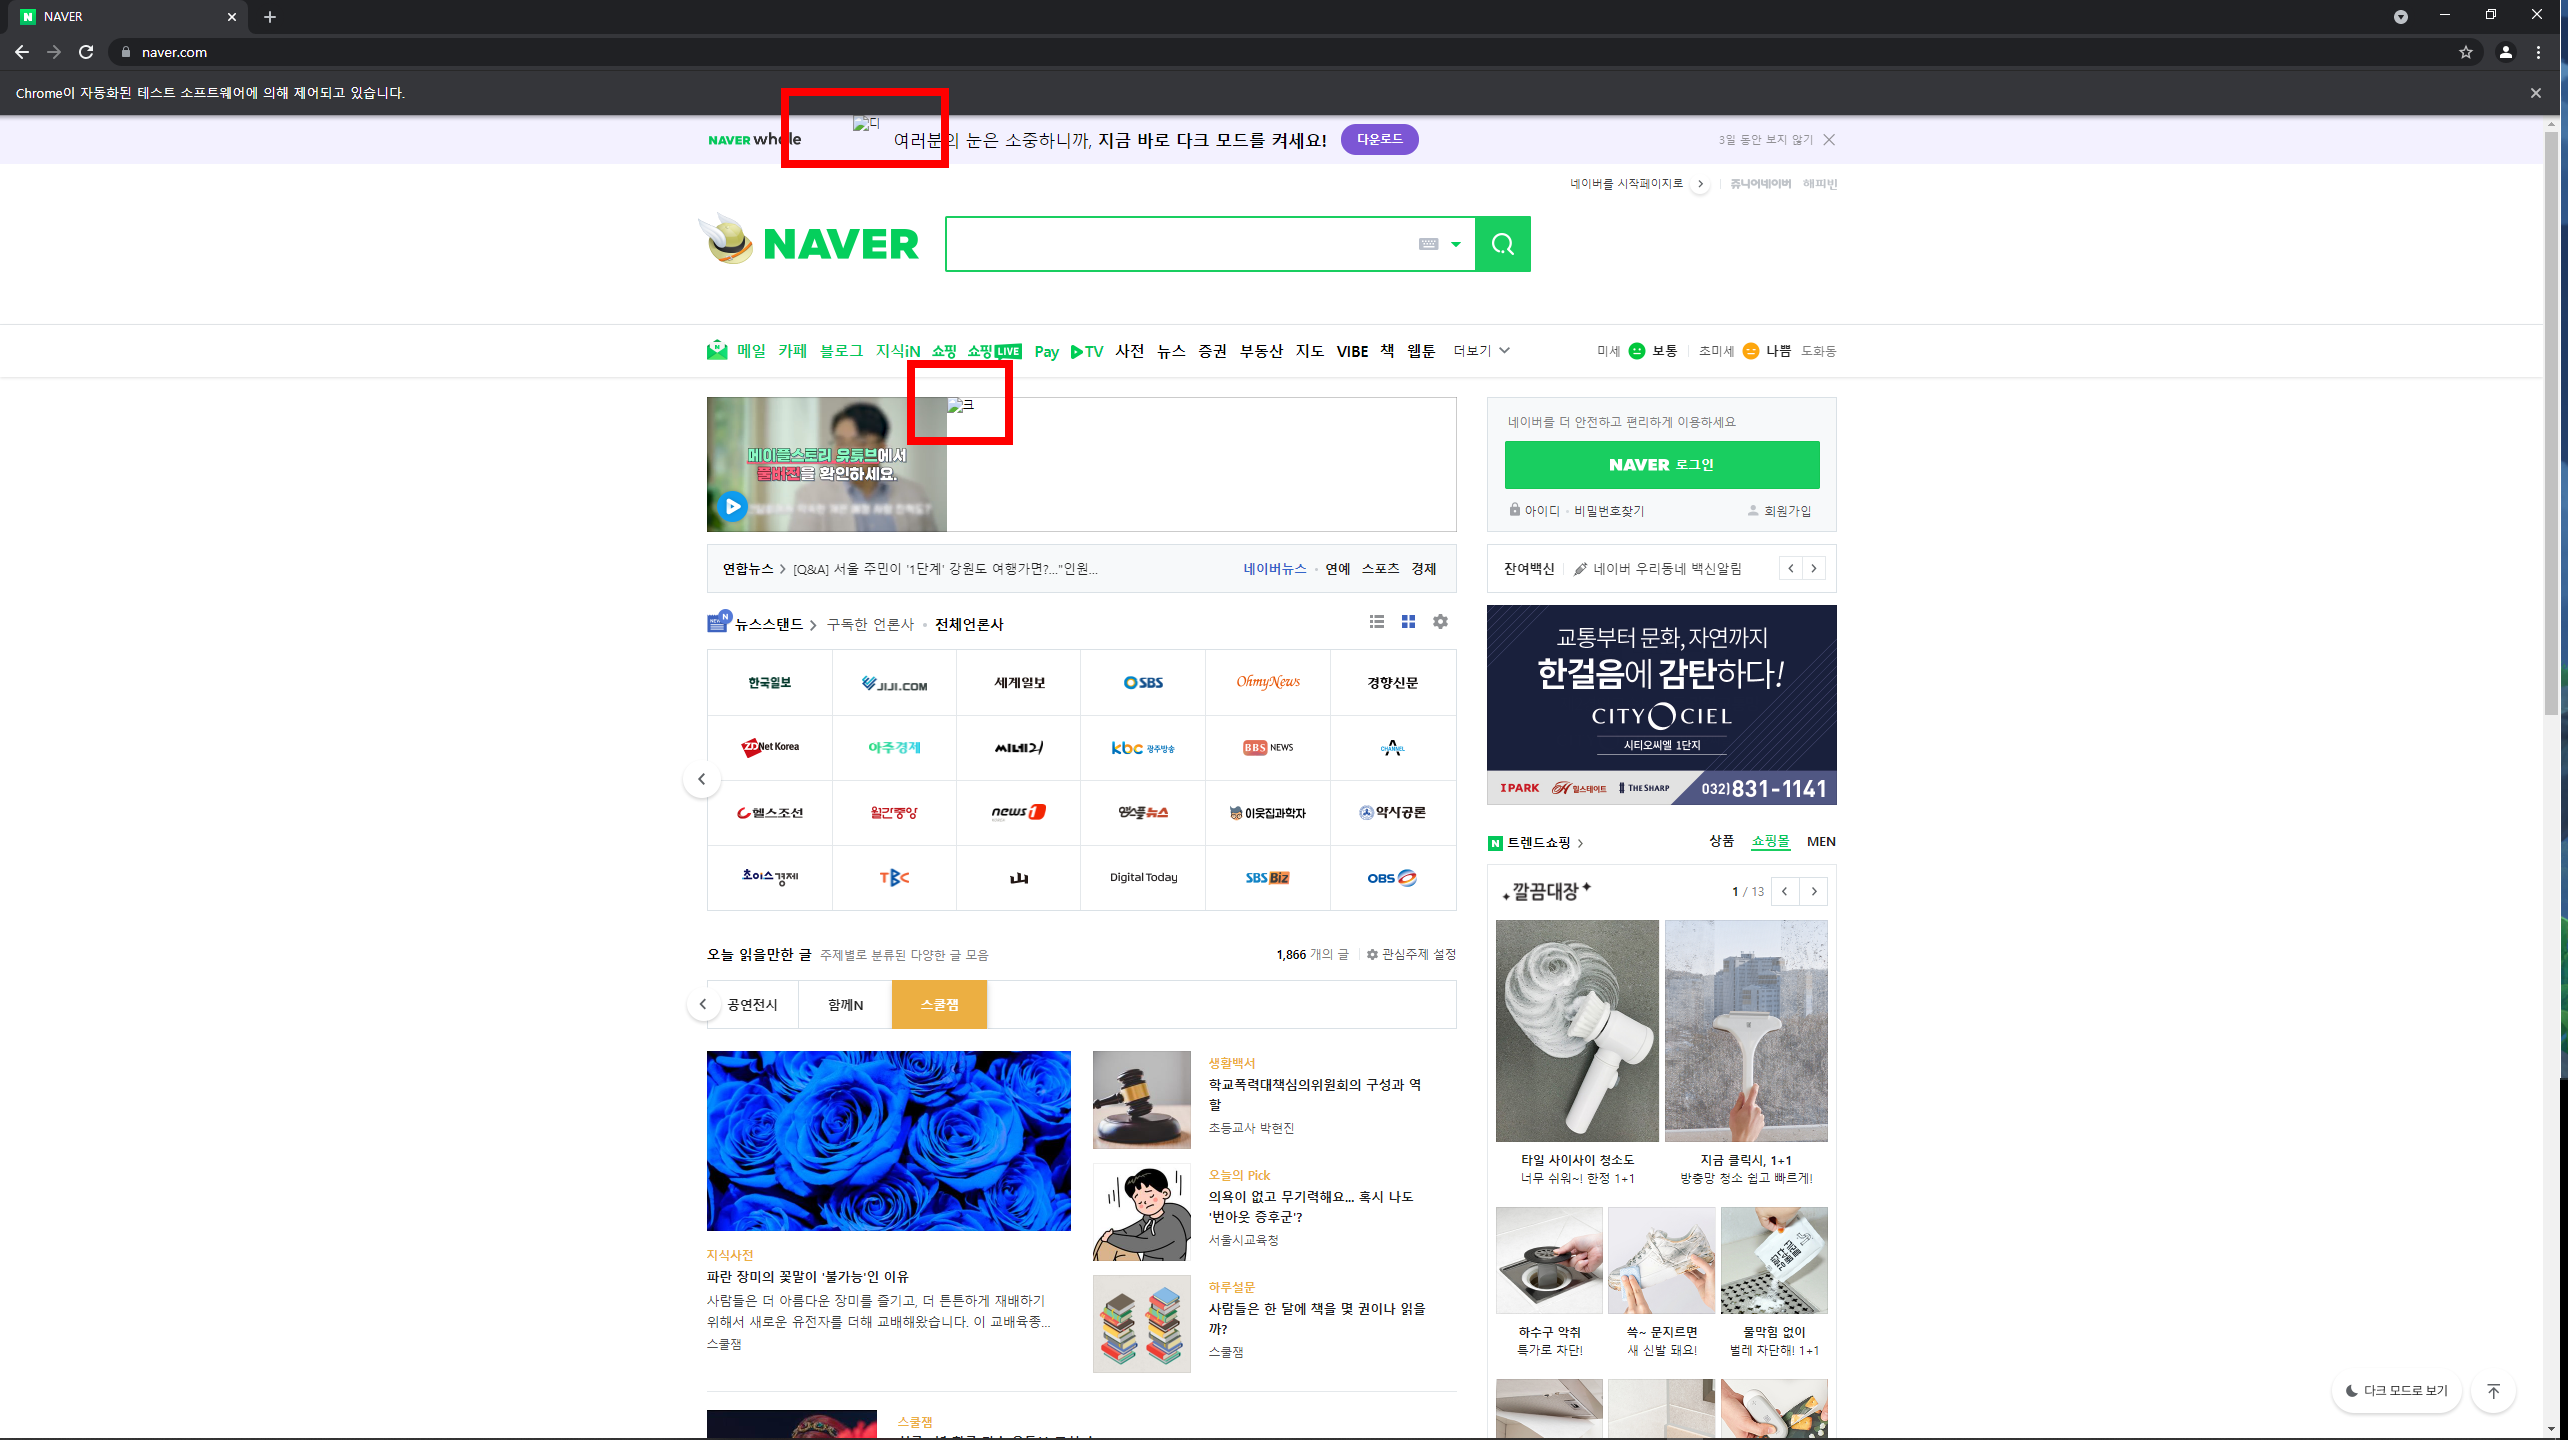 NAVER
naver.com
Chrome이 자동화된 테스트 소프트웨어에 의해 제어되고 있습니다.
NAVER whale
디
여러분의 눈은 소중하니까, 지금 바로 다크 모드를 켜세요!
다운로드
3일 동안 보지 않기
네이버를 시작페이지로
쥬니어네이버 해피빈
NAVER
메일 카페 블로그 지식iN 쇼핑 쇼핑LIVE Pay TV 사전 뉴스 증권 부동산 지도 VIBE 책 웹툰 더보기
미세 보통 초미세 나쁨 도화동
크
메이플스토리 유튜브에서
풀버전을 확인하세요.
네이버를 더 안전하고 편리하게 이용하세요
NAVER 로그인
아이디 · 비밀번호찾기 회원가입
연합뉴스 [Q&A] 서울 주민이 '1단계' 강원도 여행가면?..."인원...
네이버뉴스 · 연예 스포츠 경제
잔여백신 네이버 우리동네 백신알림
뉴스스탠드 구독한 언론사 · 전체언론사
한국일보 JIJI.COM 세계일보 SBS OhmyNews 경향신문
ZDNet Korea 아주경제 씨네21 kbc 광주방송 BBS NEWS CHANNEL A
헬스조선 월간중앙 news1 앱스플뉴스 이웃집과학자 약사공론
초이스경제 TBC 山 Digital Today SBS Biz OBS
교통부터 문화, 자연까지
한걸음에 감탄하다!
CITY O CIEL
시티오씨엘 1단지
IPARK 힐스테이트 THE SHARP 032)831-1141
트렌드쇼핑 상품 쇼핑몰 MEN
깔끔대장 1 / 13
오늘 읽을만한 글 주제별로 분류된 다양한 글 모음
1,866 개의 글 관심주제 설정
공연전시 함께N 스쿨잼
생활백서
학교폭력대책심의위원회의 구성과 역
할
초등교사 박현진
오늘의 Pick
의욕이 없고 무기력해요... 혹시 나도
'번아웃 증후군'?
서울시교육청
하루설문
사람들은 한 달에 책을 몇 권이나 읽을
까?
스쿨잼
지식사전
파란 장미의 꽃말이 '불가능'인 이유
사람들은 더 아름다운 장미를 즐기고, 더 튼튼하게 재배하기
위해서 새로운 유전자를 더해 교배해왔습니다. 이 교배육종...
스쿨잼
스쿨잼
타일 사이사이 청소도
너무 쉬워~! 한정 1+1
지금 클릭시, 1+1
방충망 청소 쉽고 빠르게!
하수구 악취
특가로 차단!
쓱~ 문지르면
새 신발 돼요!
물막힘 없이
벌레 차단해! 1+1
다크 모드로 보기